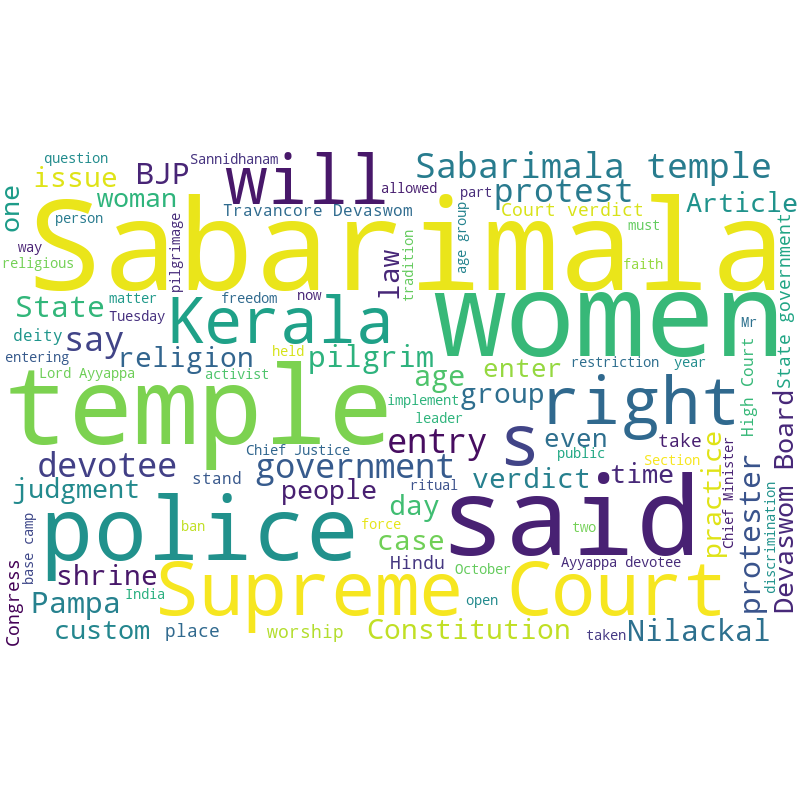 question
Sannidhanam
will
Sabarimala temple
issue
BJP
allowed
part
protest
one
woman
Travancore Devaswom
Court verdict
Article
person
pilgrimage
Sabarimala
age group
must
way
religious
law
tradition
faith
State government
State
matter
freedom
now
Kerala
women
Tuesday
deity
say
Mr
entering
religion
held
pilgrim
enter
restriction
year
High Court
Lord Ayyappa
activist
age
group
right
temple
implement
leader
s
even
take
entry
public
Devaswom Board
devotee
Chief Justice
government
Section
practice
Chief Minister
judgment
stand
ritual
verdict
time
protester
people
day
said
discrimination
police
ban
force
case
two
base camp
shrine
Hindu
October
Ayyappa devotee
Congress
Pampa
India
Supreme Court
open
custom
place
worship
Constitution
taken
Nilackal